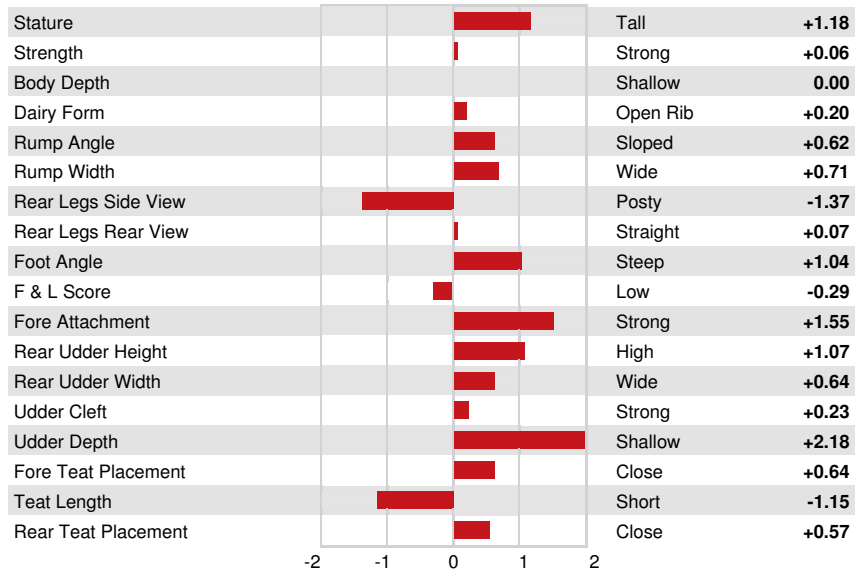 Stature Tall +1.18
Strength Strong +0.06
Body Depth Shallow 0.00
Dairy Form Open Rib +0.20
Rump Angle Sloped +0.62
Rump Width Wide +0.71
Rear Legs Side View Posty -1.37
Rear Legs Rear View Straight +0.07
Foot Angle Steep +1.04
F & L Score Low -0.29
Fore Attachment Strong +1.55
Rear Udder Height High +1.07
Rear Udder Width Wide +0.64
Udder Cleft Strong +0.23
Udder Depth Shallow +2.18
Fore Teat Placement Close +0.64
Teat Length Short -1.15
Rear Teat Placement Close +0.57
-2 -1 0 1 2